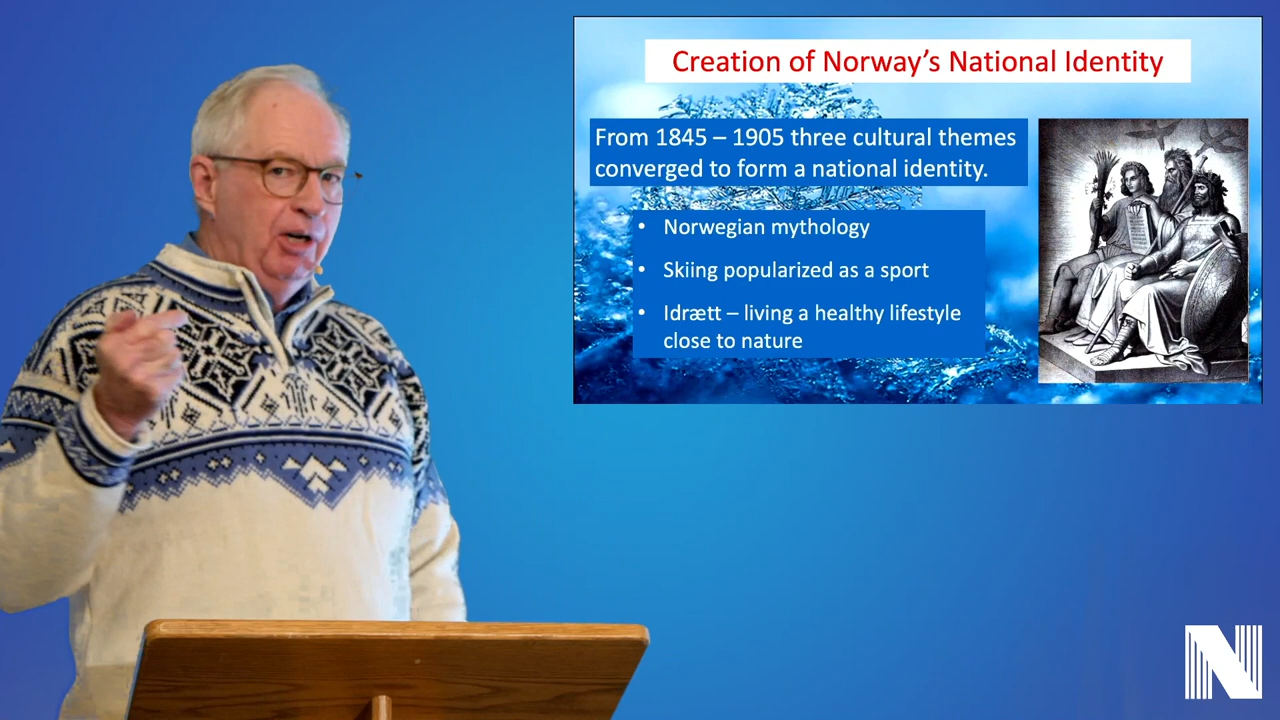 Creation of Norway’s National Identity
From 1845 – 1905 three cultural themes
converged to form a national identity.
• Norwegian mythology
• Skiing popularized as a sport
• Idrætt – living a healthy lifestyle
close to nature
N